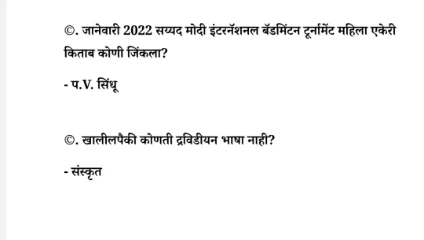 ©. जानेवारी 2022 सय्यद मोदी इंटरनॅशनल बॅडमिंटन टूर्नामेंट महिला एकेरी
किताब कोणी जिंकला?
- प.V. सिंधू
©. खालीलपैकी कोणती द्रविडीयन भाषा नाही?
- संस्कृत